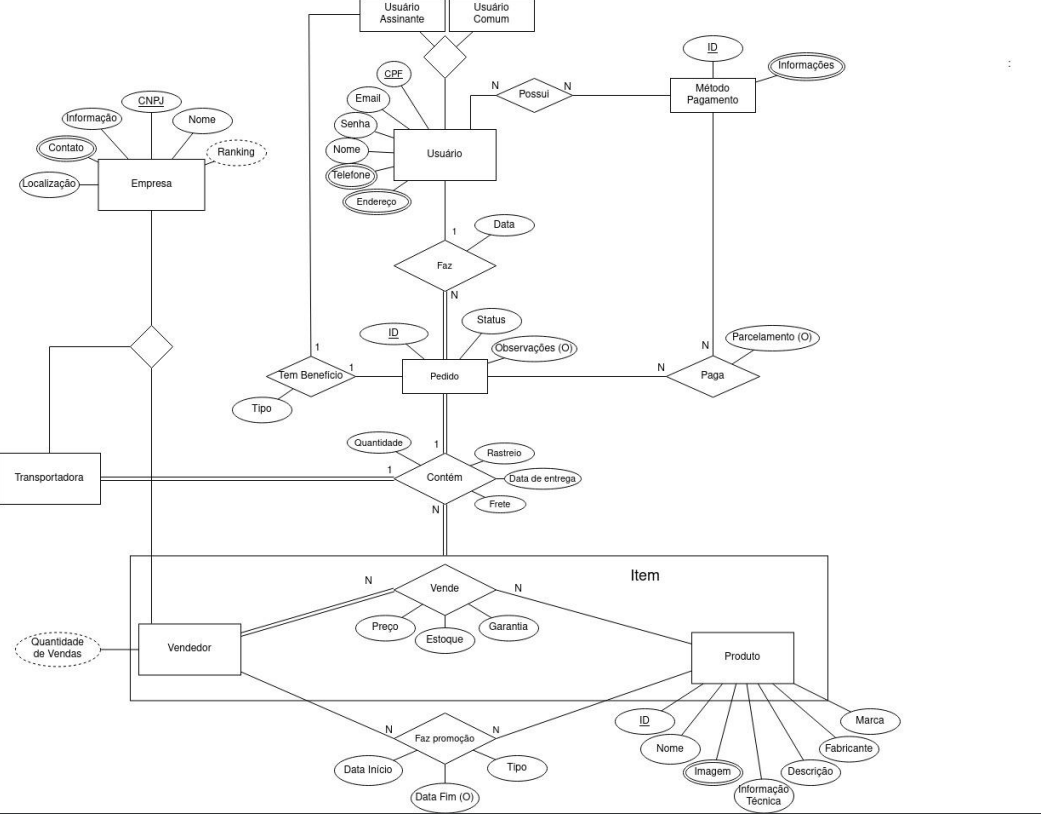 Usuário
Assinante
Usuário
Comum
ID
Informações
:
CPF
Método
Pagamento
N
Possui
N
Email
CNPJ
Informação
Nome
Senha
Contato
Ranking
Nome
Usuário
Telefone
Localização
Empresa
Endereço
Data
1
Faz
N
Status
ID
Observações (O)
Parcelamento (O)
1
N
Tem Benefício
1
Pedido
N
Paga
Tipo
Quantidade
1
Rastreio
1
Transportadora
Contém
Data de entrega
Frete
N
Item
N
Vende
N
Preço
Garantia
Estoque
Quantidade
de Vendas
Vendedor
Produto
ID
Marca
N
Faz promoção
N
Nome
Fabricante
Data Início
Tipo
Imagem
Descrição
Informação
Técnica
Data Fim (O)